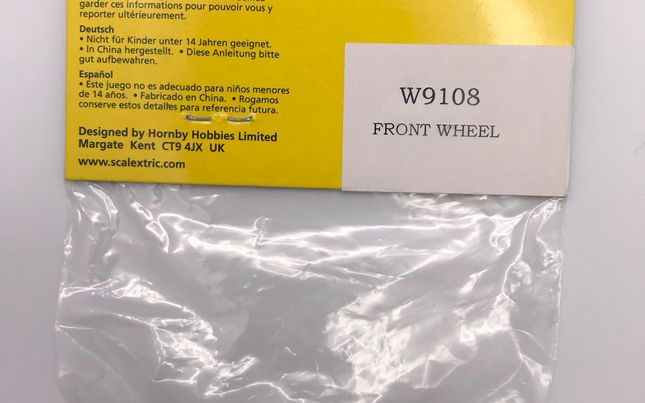 garder ces informations pour pouvoir vous y
reporter ultérieurement.
Deutsch
• Nicht für Kinder unter 14 Jahren geeignet.
• In China hergestellt. • Diese Anleitung bitte
gut aufbewahren.
Español
• Este juego no es adecuado para niños menores
de 14 años. • Fabricado en China. • Rogamos
conserve estos detalles para referencia futura.
Designed by Hornby Hobbies Limited
Margate Kent CT9 4JX UK
www.scalextric.com
W9108
FRONT WHEEL